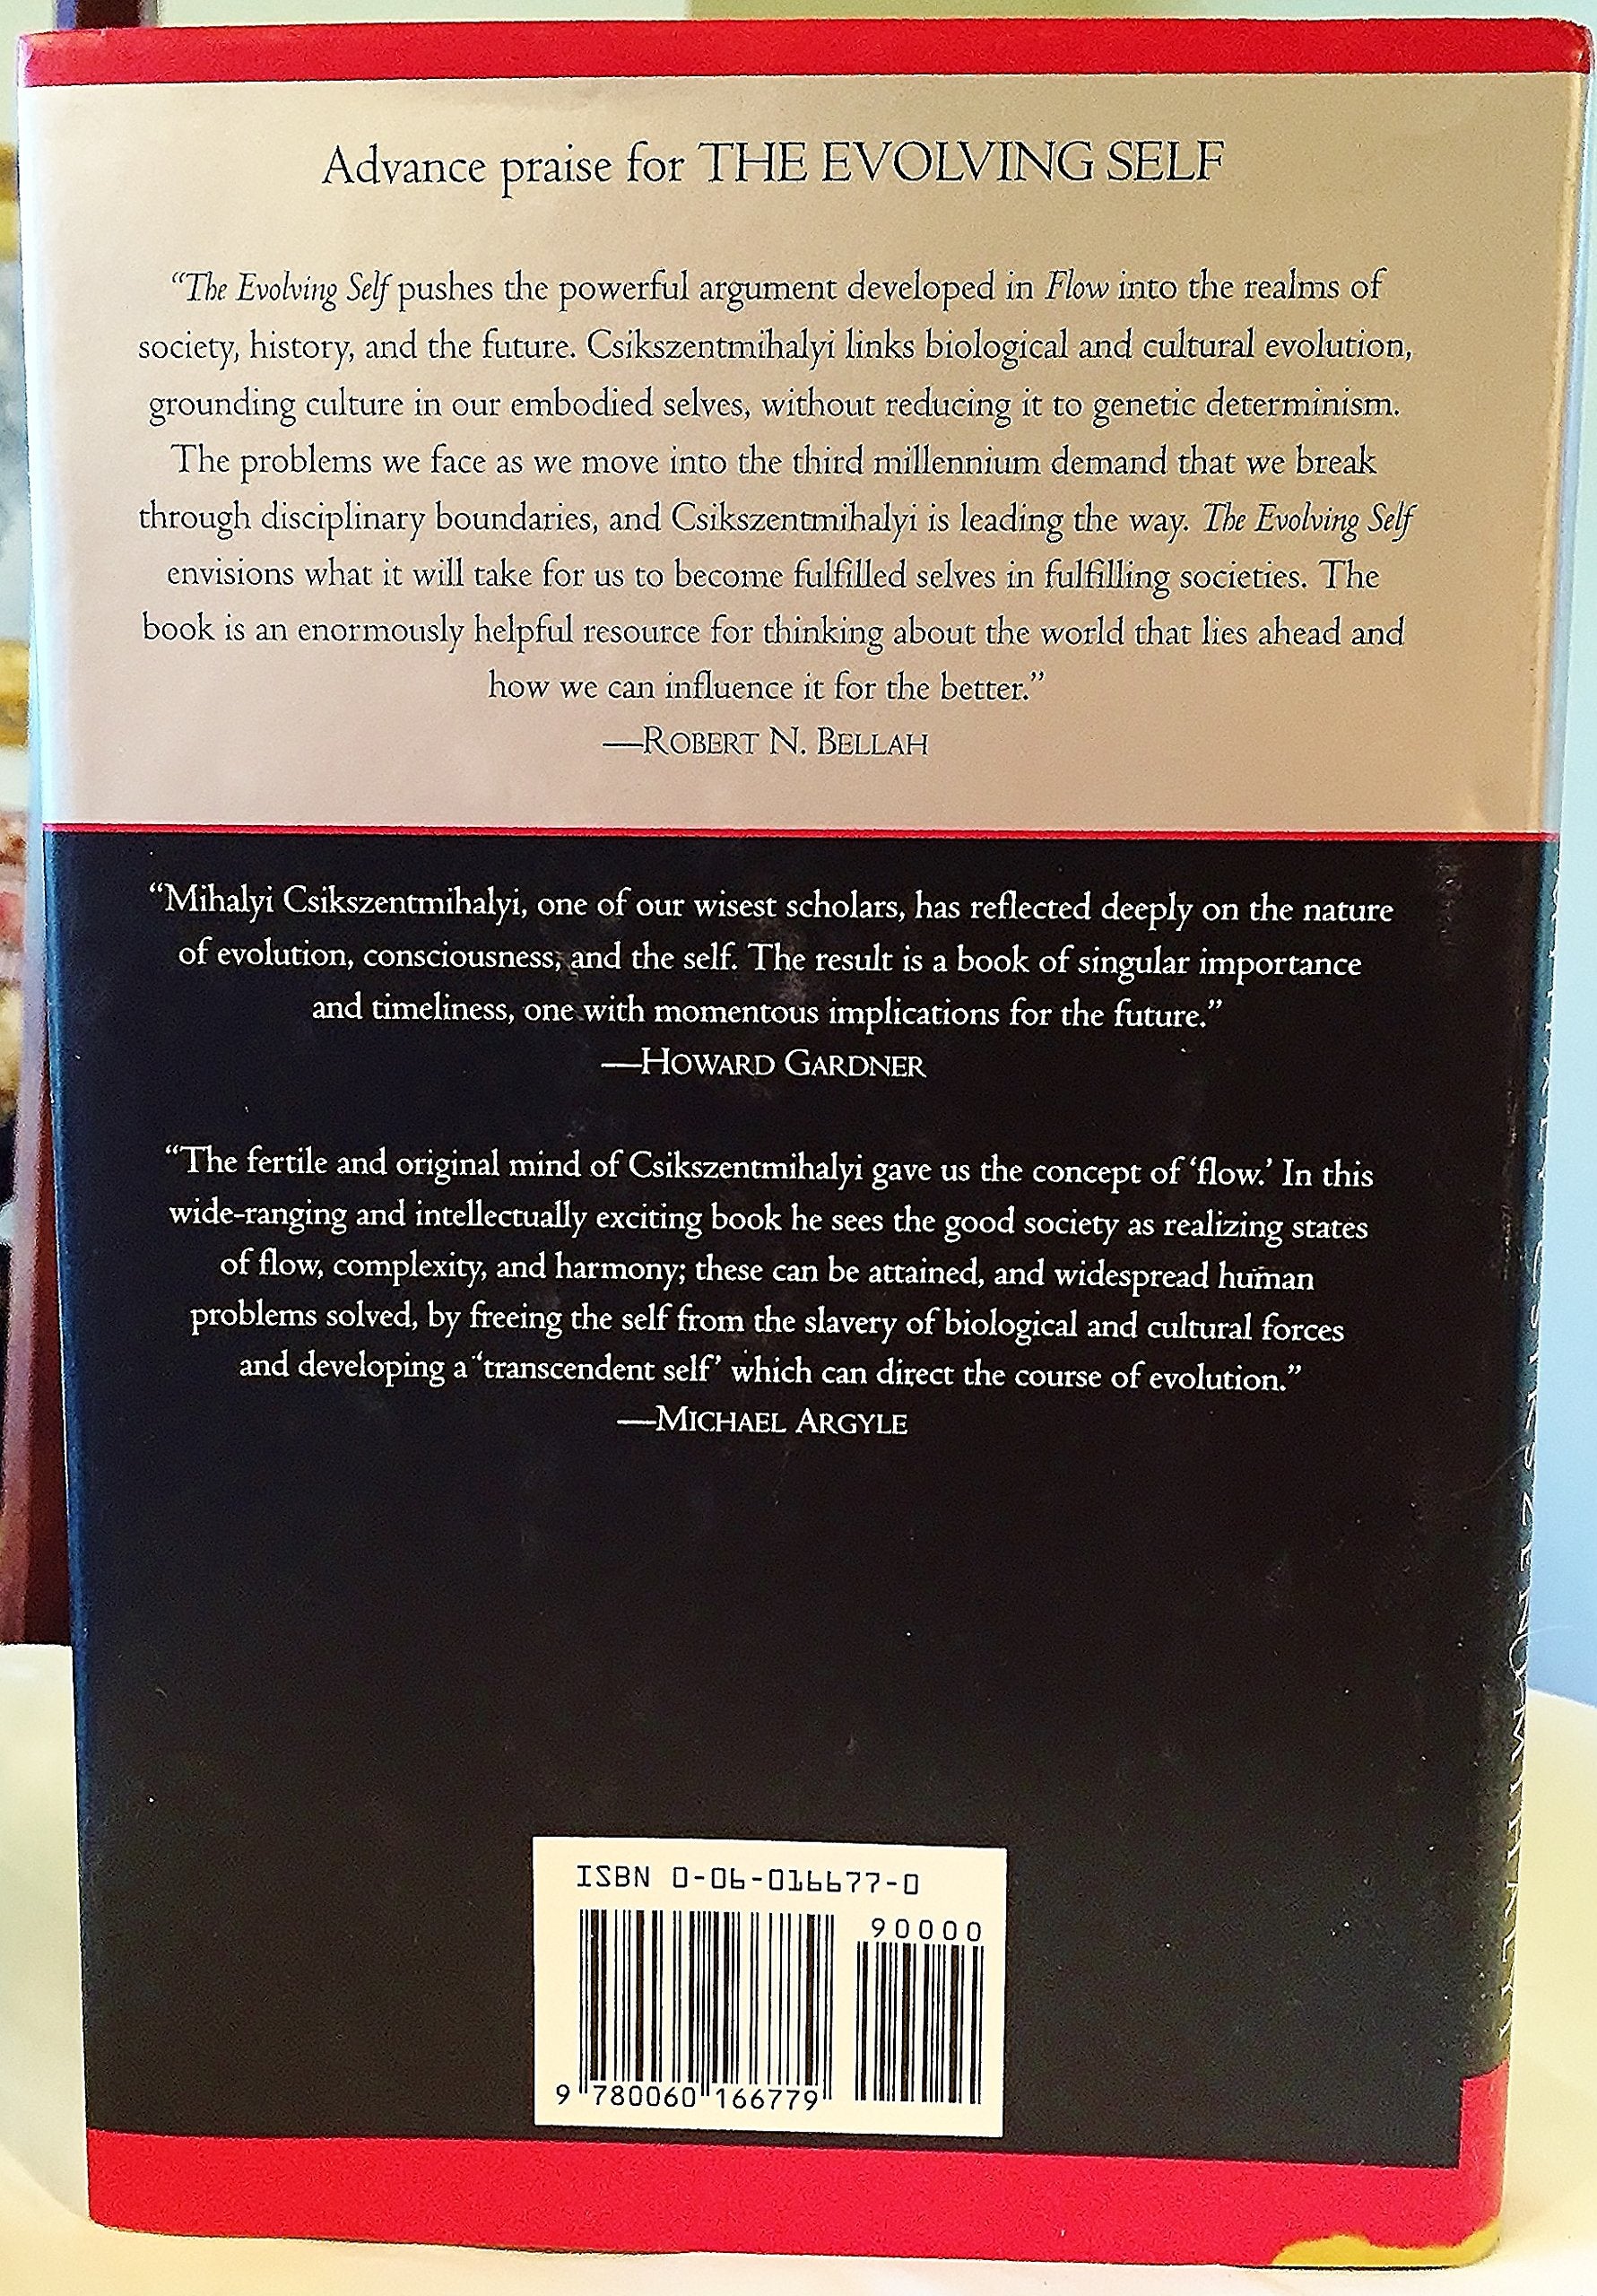 Advance praise for THE EVOLVING SELF
“The Evolving Self pushes the powerful argument developed in Flow into the realms of
society, history, and the future. Csikszentmihalyi links biological and cultural evolution,
grounding culture in our embodied selves, without reducing it to genetic determinism.
The problems we face as we move into the third millennium demand that we break
through disciplinary boundaries, and Csikszentmihalyi is leading the way. The Evolving Self
envisions what it will take for us to become fulfilled selves in fulfilling societies. The
book is an enormously helpful resource for thinking about the world that lies ahead and
how we can influence it for the better.”
—ROBERT N. BELLAH
“Mihalyi Csikszentmihalyi, one of our wisest scholars, has reflected deeply on the nature
of evolution, consciousness, and the self. The result is a book of singular importance
and timeliness, one with momentous implications for the future.”
—HOWARD GARDNER
“The fertile and original mind of Csikszentmihalyi gave us the concept of ‘flow.’ In this
wide-ranging and intellectually exciting book he sees the good society as realizing states
of flow, complexity, and harmony; these can be attained, and widespread human
problems solved, by freeing the self from the slavery of biological and cultural forces
and developing a ‘transcendent self’ which can direct the course of evolution.”
—MICHAEL ARGYLE
ISBN 0-06-016677-0
90000
9 780060 166779
CSIKSZENTMIHALYI